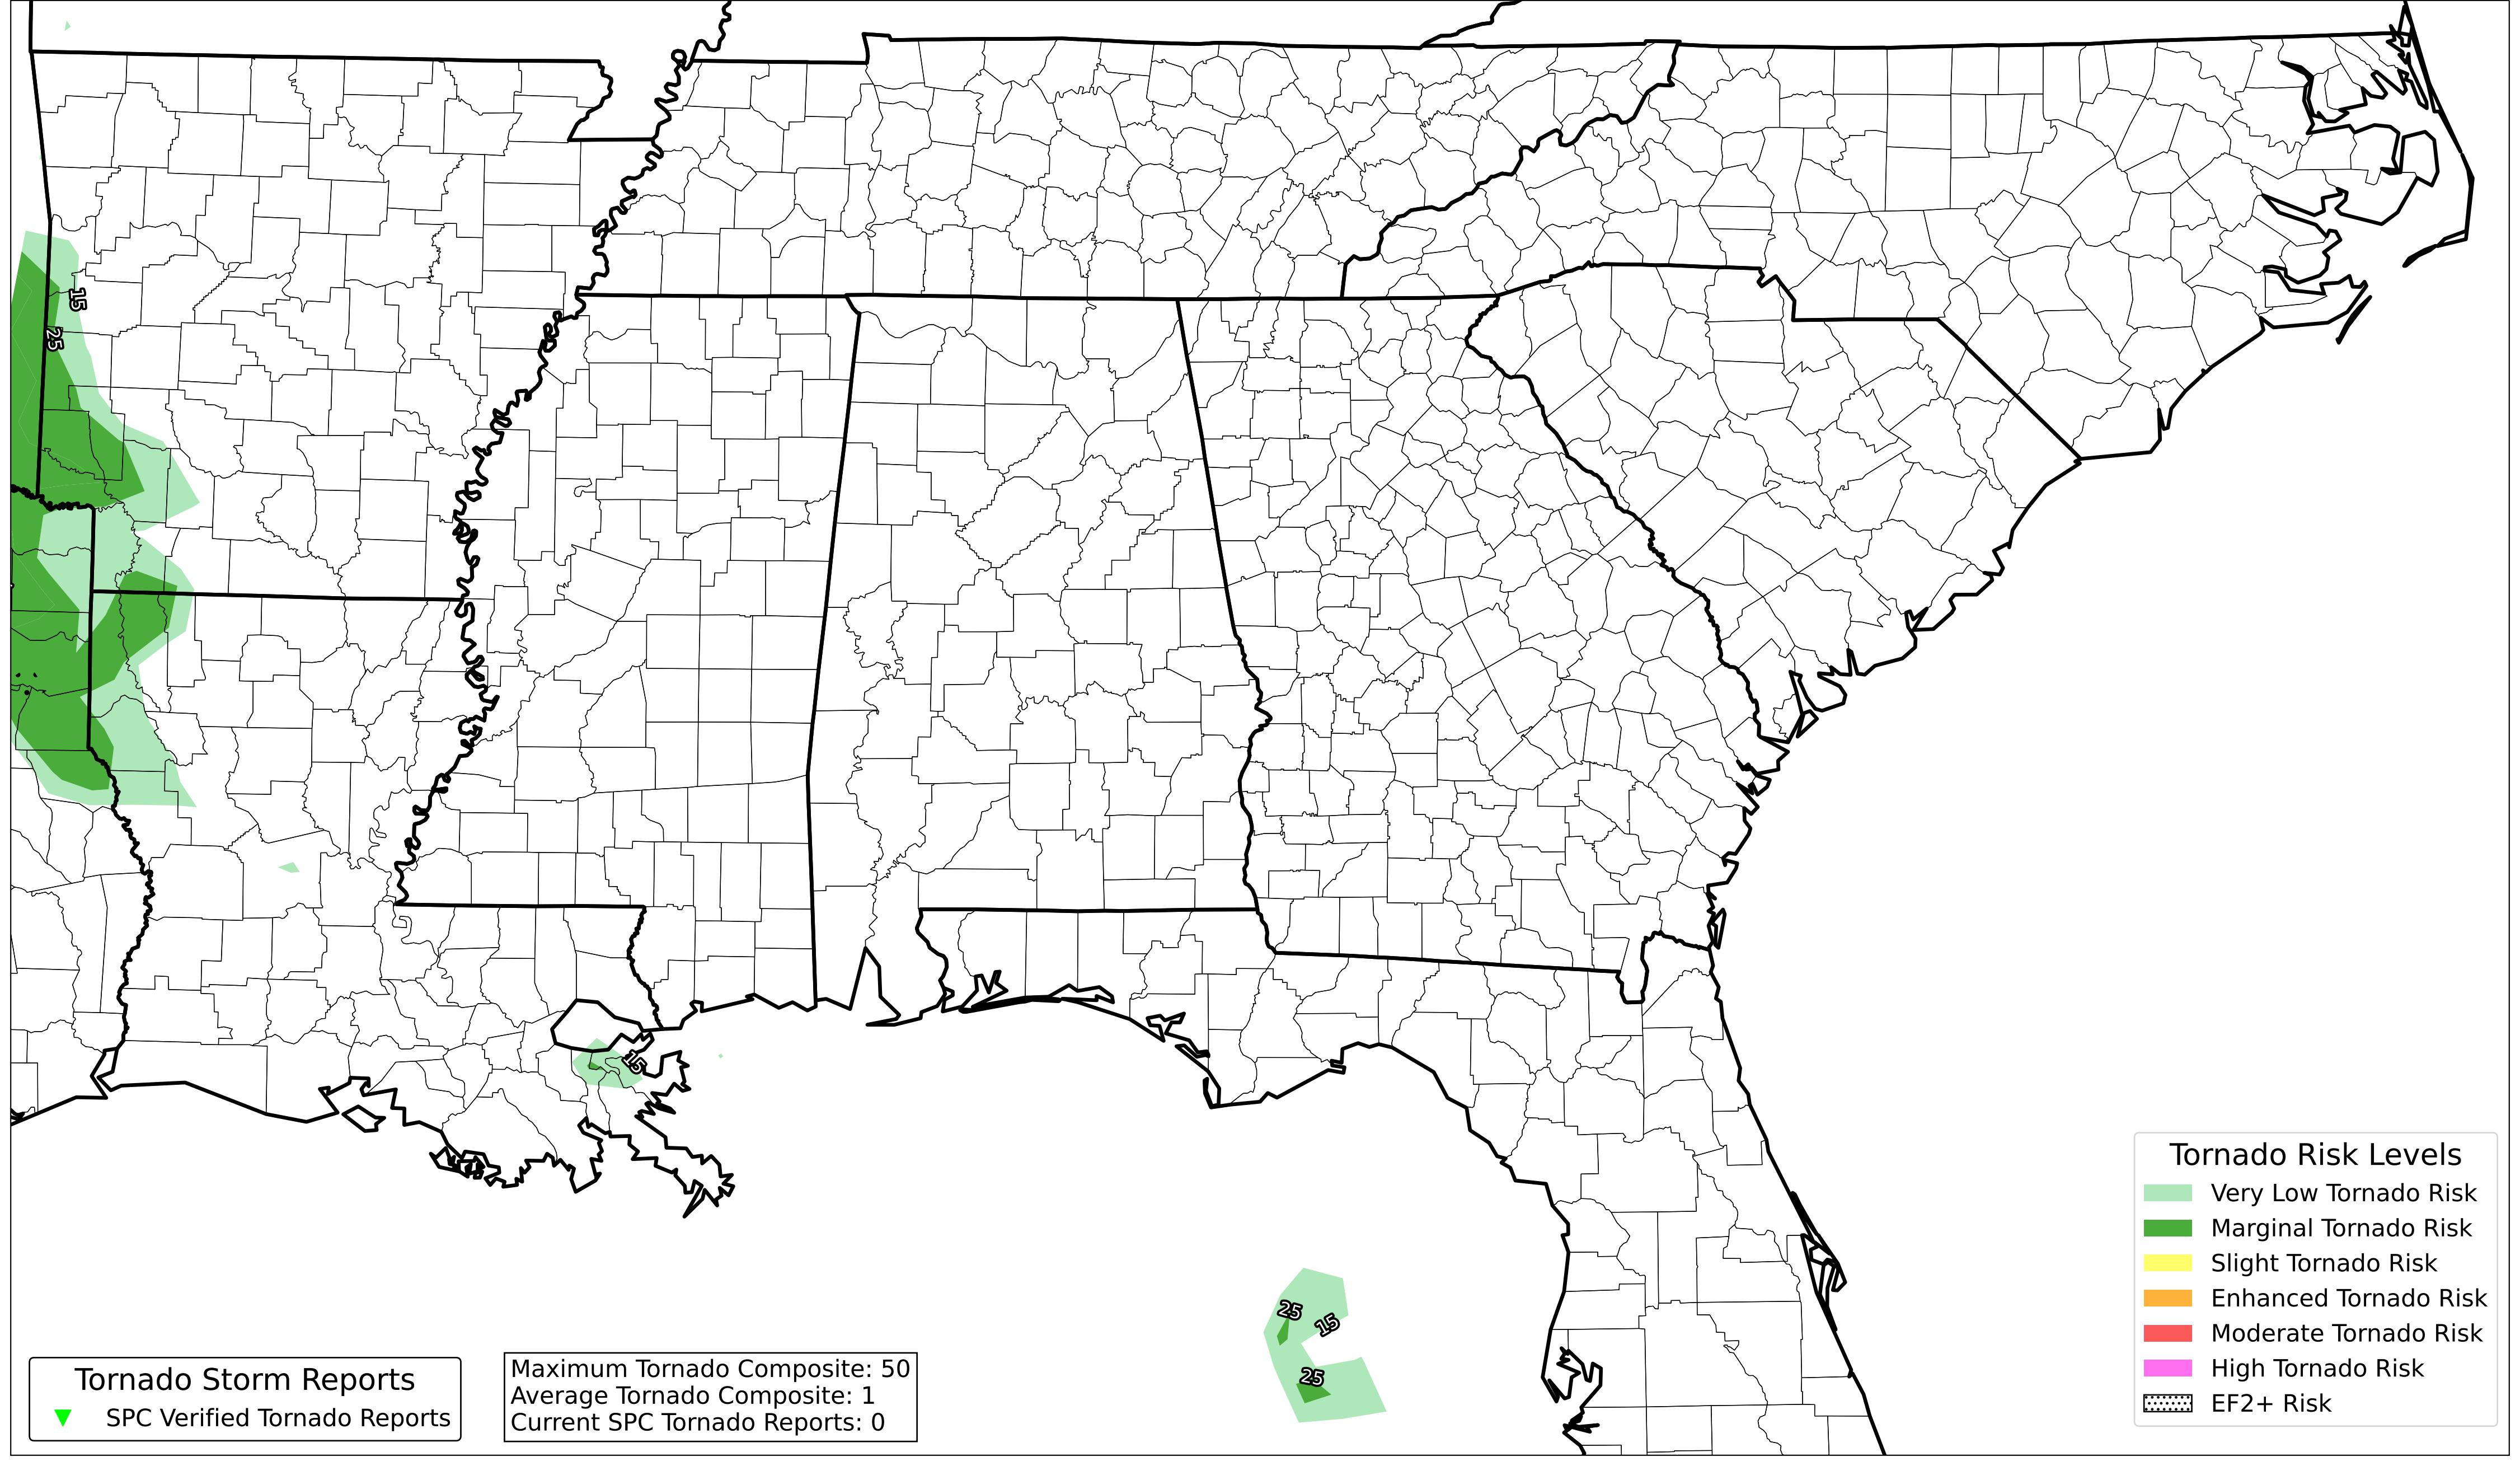 15
25
15
25
15
25
Tornado Risk Levels
Very Low Tornado Risk
Marginal Tornado Risk
Slight Tornado Risk
Enhanced Tornado Risk
Moderate Tornado Risk
High Tornado Risk
EF2+ Risk
Tornado Storm Reports
SPC Verified Tornado Reports
Maximum Tornado Composite: 50
Average Tornado Composite: 1
Current SPC Tornado Reports: 0